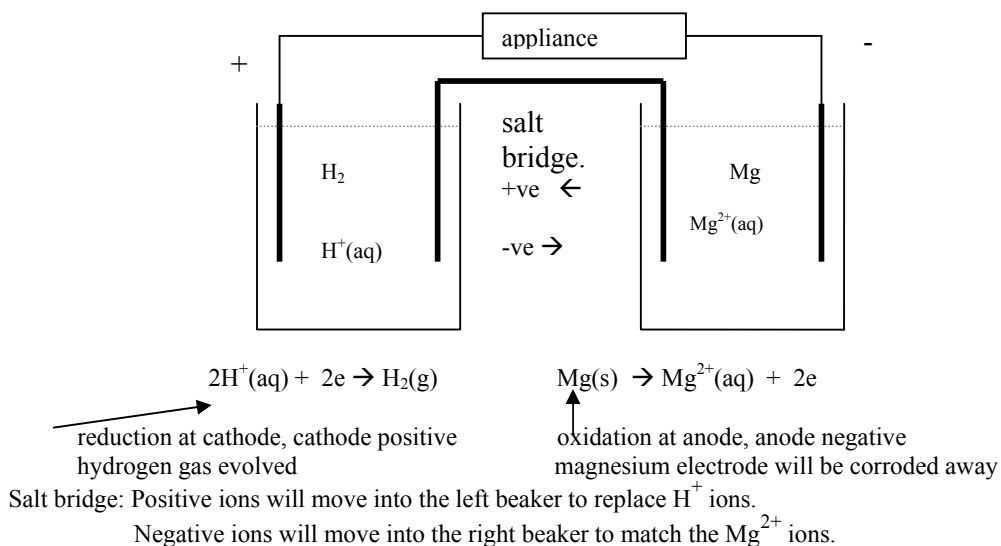 appliance
+
-
salt
bridge.
+ve ←
-ve →
H₂
H⁺(aq)
Mg
Mg²⁺(aq)
2H⁺(aq) + 2e → H₂(g)
Mg(s) → Mg²⁺(aq) + 2e
reduction at cathode, cathode positive
hydrogen gas evolved
oxidation at anode, anode negative
magnesium electrode will be corroded away
Salt bridge: Positive ions will move into the left beaker to replace H⁺ ions.
Negative ions will move into the right beaker to match the Mg²⁺ ions.